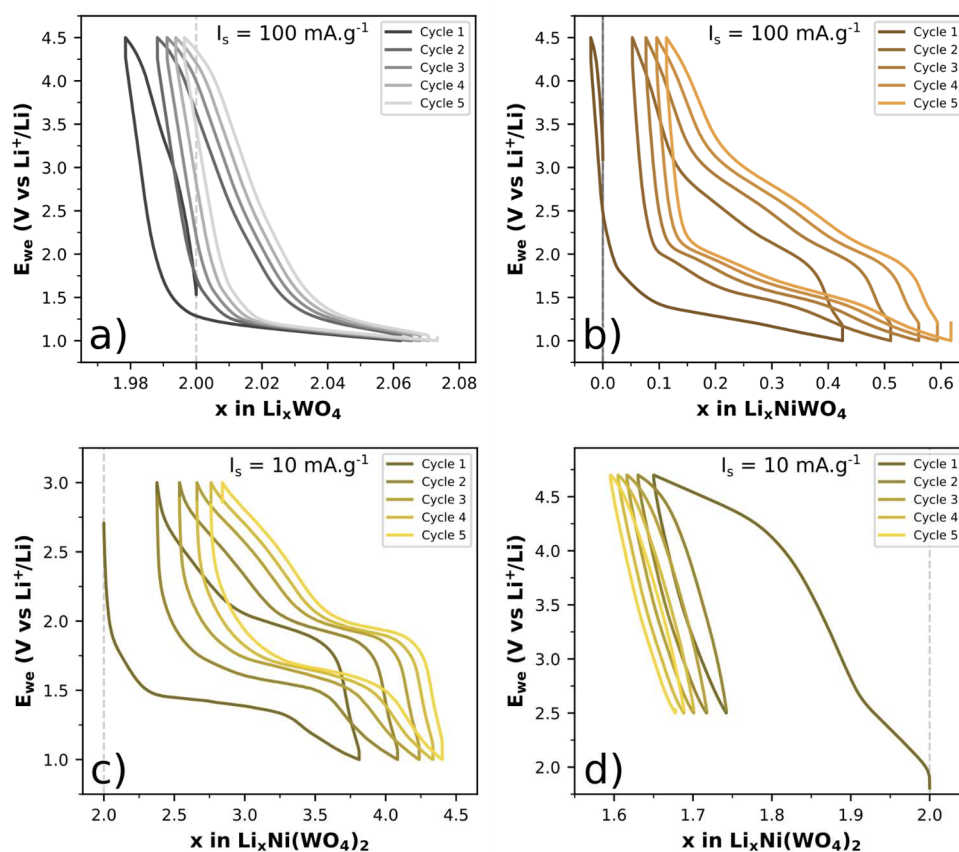 I_s = 100 mA.g⁻¹
Cycle 1
Cycle 2
Cycle 3
Cycle 4
Cycle 5
4.5
4.0
3.5
3.0
2.5
2.0
1.5
1.0
E_we (V vs Li⁺/Li)
a)
1.98 2.00 2.02 2.04 2.06 2.08
x in LiₓWO₄
I_s = 100 mA.g⁻¹
Cycle 1
Cycle 2
Cycle 3
Cycle 4
Cycle 5
4.5
4.0
3.5
3.0
2.5
2.0
1.5
1.0
E_we (V vs Li⁺/Li)
b)
0.0 0.1 0.2 0.3 0.4 0.5 0.6
x in LiₓNiWO₄
I_s = 10 mA.g⁻¹
Cycle 1
Cycle 2
Cycle 3
Cycle 4
Cycle 5
3.0
2.5
2.0
1.5
1.0
E_we (V vs Li⁺/Li)
c)
2.0 2.5 3.0 3.5 4.0 4.5
x in LiₓNi(WO₄)₂
I_s = 10 mA.g⁻¹
Cycle 1
Cycle 2
Cycle 3
Cycle 4
Cycle 5
4.5
4.0
3.5
3.0
2.5
2.0
E_we (V vs Li⁺/Li)
d)
1.6 1.7 1.8 1.9 2.0
x in LiₓNi(WO₄)₂